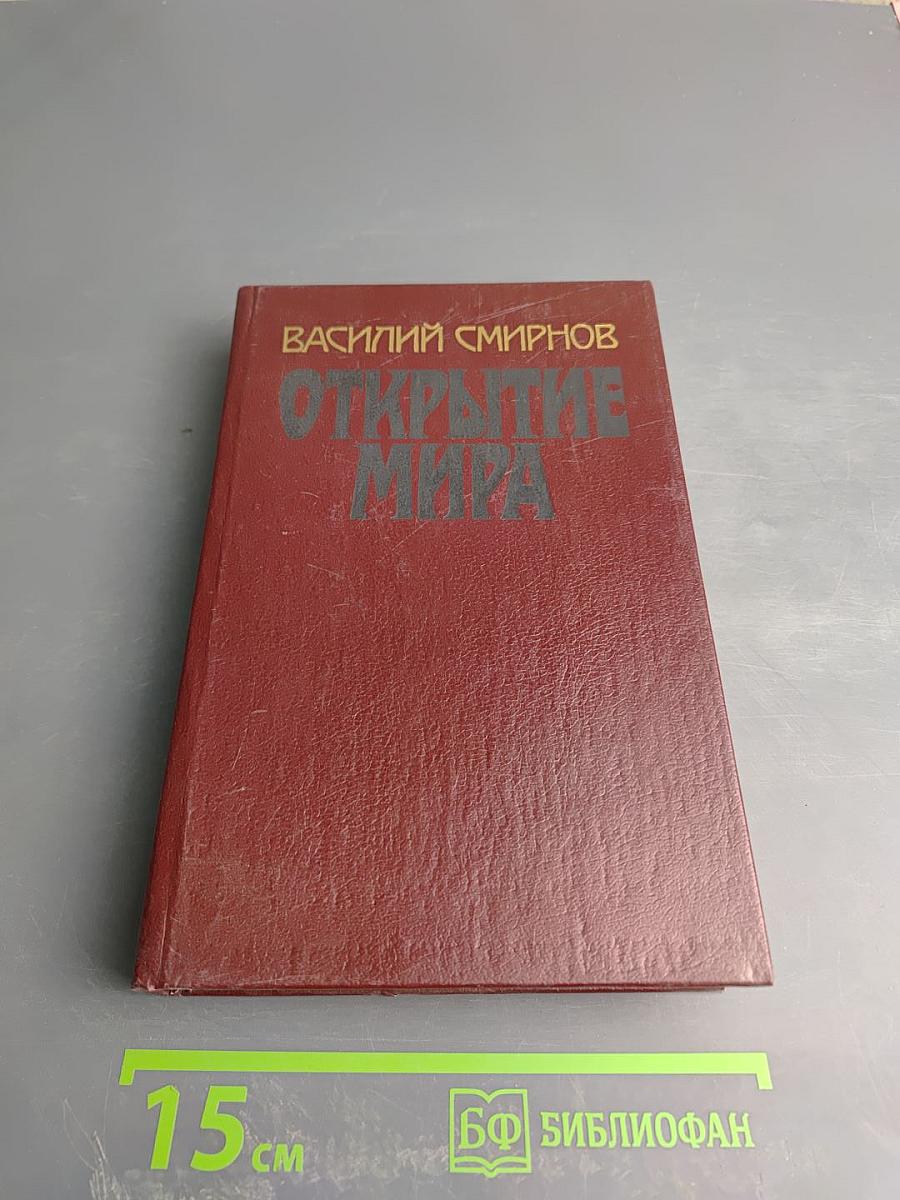 ВАСИЛИЙ СМИРНОВ
ОТКРЫТИЕ
МИРА
15 см
БФ БИБЛИОФАН